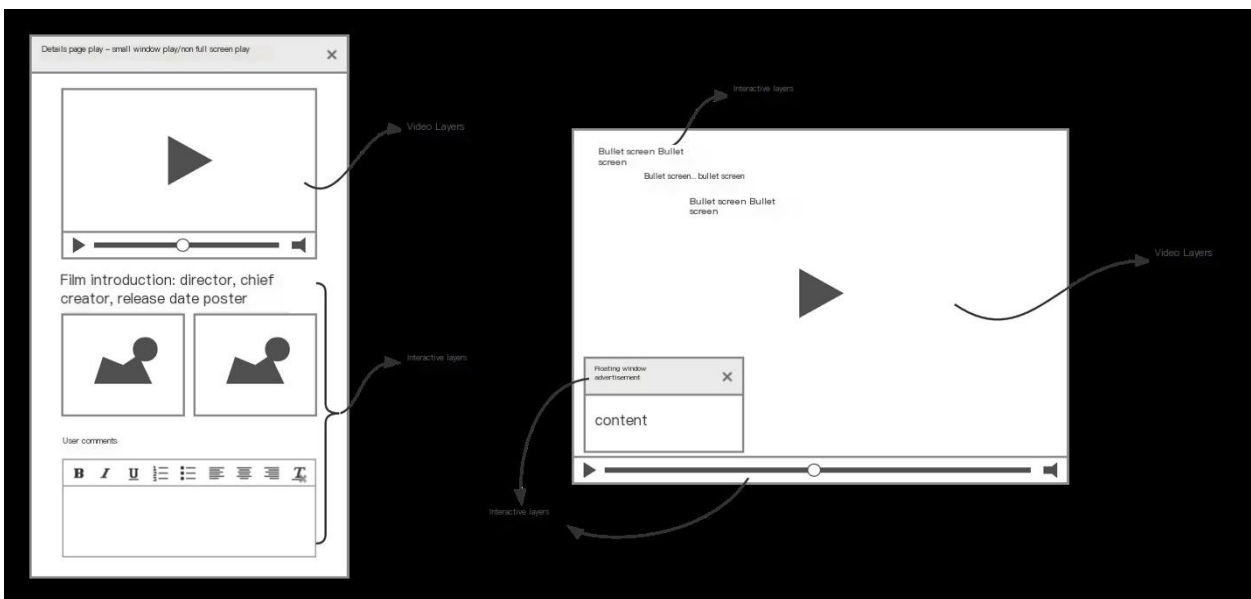 Details page play – small window play/non full screen play
Video Layers
Film introduction: director, chief
creator, release date poster
Interactive layers
User comments
B I U
Interactive layers
Bullet screen Bullet
screen
Bullet screen... bullet screen
Bullet screen Bullet
screen
Video Layers
Floating window
advertisement
content
Interactive layers